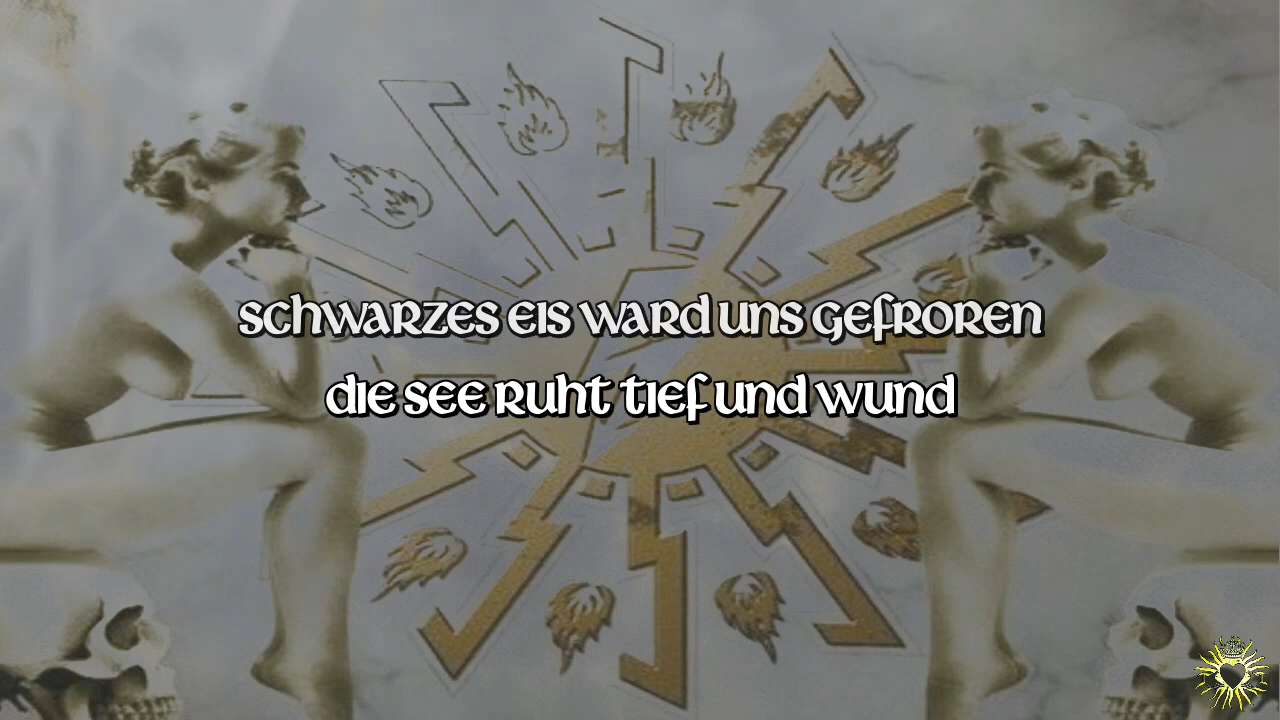 schwarzes eis ward uns gefroren
die see ruht tief und wund